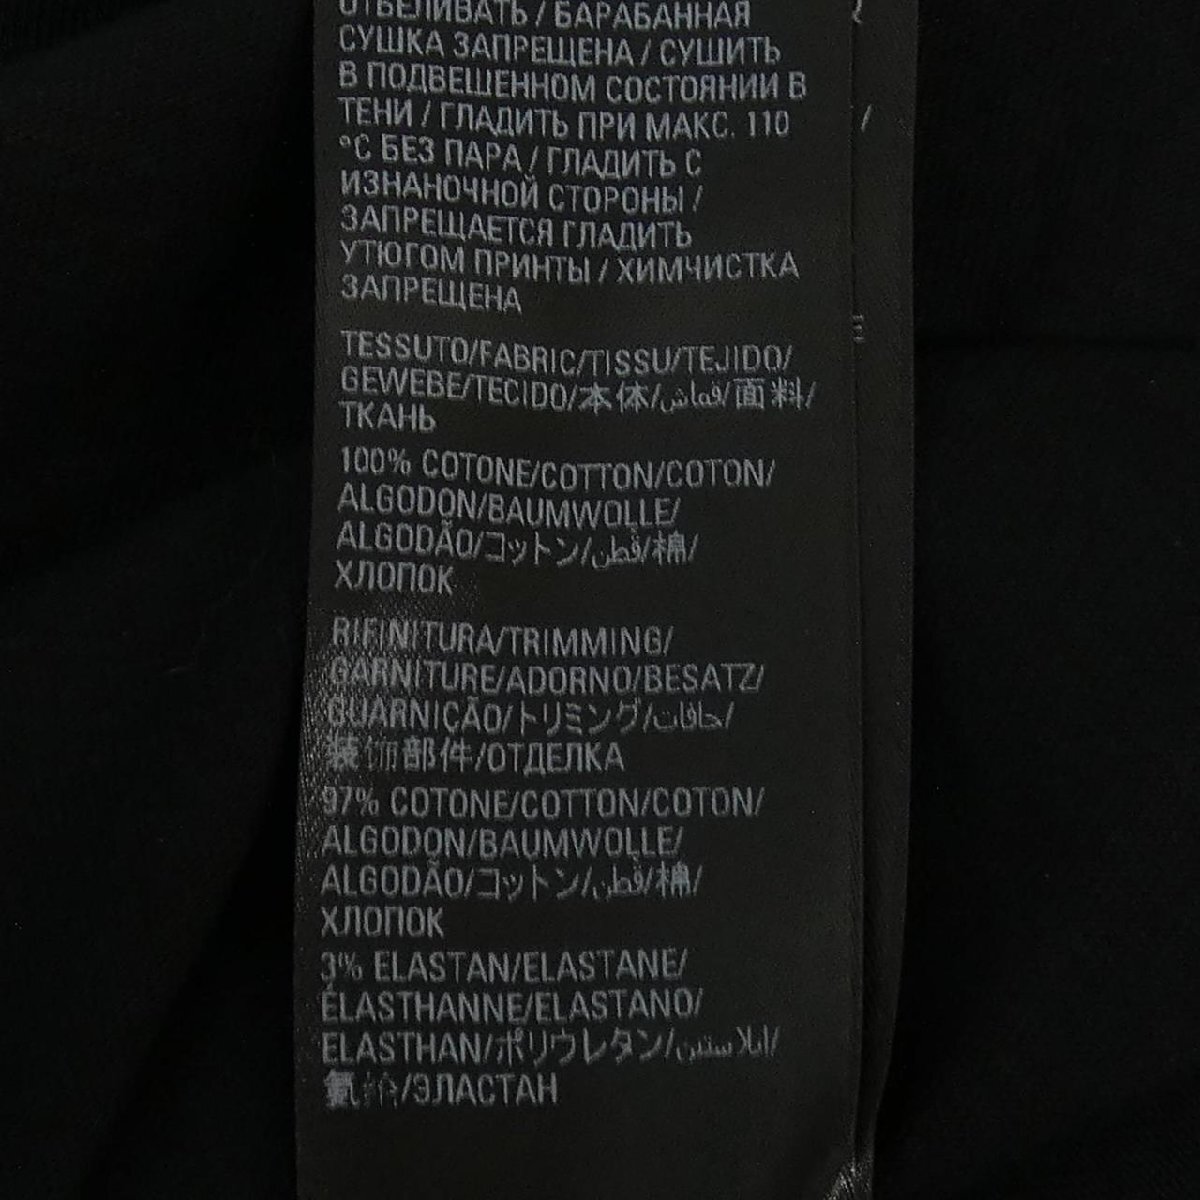 ОТБЕЛИВАТЬ / БАРАБАННАЯ
СУШКА ЗАПРЕЩЕНА / СУШИТЬ
В ПОДВЕШЕННОМ СОСТОЯНИИ В
ТЕНИ / ГЛАДИТЬ ПРИ МАКС. 110
°C БЕЗ ПАРА / ГЛАДИТЬ С
ИЗНАНОЧНОЙ СТОРОНЫ /
ЗАПРЕЩАЕТСЯ ГЛАДИТЬ
УТЮГОМ ПРИНТЫ / ХИМЧИСТКА
ЗАПРЕЩЕНА
TESSUTO/FABRIC/TISSU/TEJIDO/
GEWEBE/TECIDO/本体/قماش/面料/
ТКАНЬ
100% COTONE/COTTON/COTON/
ALGODON/BAUMWOLLE/
ALGODÃO/コットン/قطن/棉/
ХЛОПОК
RIFINITURA/TRIMMING/
GARNITURE/ADORNO/BESATZ/
GUARNIÇÃO/トリミング/حافات/
装饰部件/ОТДЕЛКА
97% COTONE/COTTON/COTON/
ALGODON/BAUMWOLLE/
ALGODÃO/コットン/قطن/棉/
ХЛОПОК
3% ELASTAN/ELASTANE/
ÉLASTHANNE/ELASTANO/
ELASTHAN/ポリウレタン/ايلاستين/
氨纶/ЭЛАСТАН